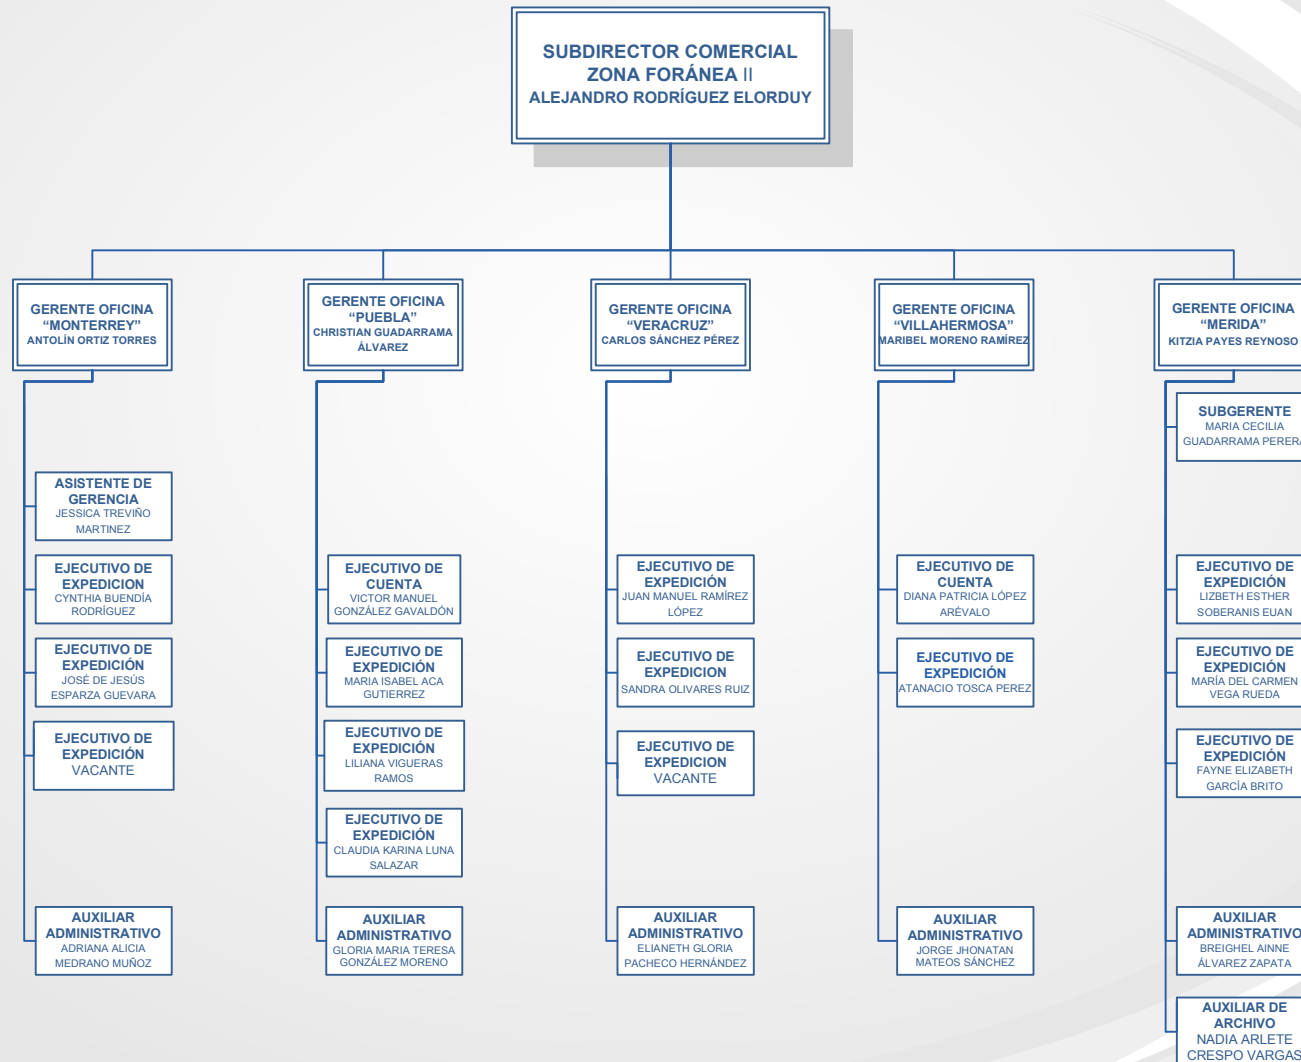 SUBDIRECTOR COMERCIAL
ZONA FORÁNEA II
ALEJANDRO RODRÍGUEZ ELORDUY
GERENTE OFICINA
“MONTERREY”
ANTOLÍN ORTIZ TORRES
ASISTENTE DE
GERENCIA
JESSICA TREVIÑO
MARTINEZ
EJECUTIVO DE
EXPEDICION
CYNTHIA BUENDÍA
RODRÍGUEZ
EJECUTIVO DE
EXPEDICIÓN
JOSÉ DE JESÚS
ESPARZA GUEVARA
EJECUTIVO DE
EXPEDICIÓN
VACANTE
AUXILIAR
ADMINISTRATIVO
ADRIANA ALICIA
MEDRANO MUÑOZ
GERENTE OFICINA
“PUEBLA”
CHRISTIAN GUADARRAMA
ÁLVAREZ
EJECUTIVO DE
CUENTA
VICTOR MANUEL
GONZÁLEZ GAVALDÓN
EJECUTIVO DE
EXPEDICIÓN
MARIA ISABEL ACA
GUTIERREZ
EJECUTIVO DE
EXPEDICIÓN
LILIANA VIGUERAS
RAMOS
EJECUTIVO DE
EXPEDICIÓN
CLAUDIA KARINA LUNA
SALAZAR
AUXILIAR
ADMINISTRATIVO
GLORIA MARIA TERESA
GONZÁLEZ MORENO
GERENTE OFICINA
“VERACRUZ”
CARLOS SÁNCHEZ PÉREZ
EJECUTIVO DE
EXPEDICIÓN
JUAN MANUEL RAMÍREZ
LÓPEZ
EJECUTIVO DE
EXPEDICION
SANDRA OLIVARES RUIZ
EJECUTIVO DE
EXPEDICION
VACANTE
AUXILIAR
ADMINISTRATIVO
ELIANETH GLORIA
PACHECO HERNÁNDEZ
GERENTE OFICINA
“VILLAHERMOSA”
MARIBEL MORENO RAMÍREZ
EJECUTIVO DE
CUENTA
DIANA PATRICIA LÓPEZ
ARÉVALO
EJECUTIVO DE
EXPEDICIÓN
ATANACIO TOSCA PEREZ
AUXILIAR
ADMINISTRATIVO
JORGE JHONATAN
MATEOS SÁNCHEZ
GERENTE OFICINA
“MERIDA”
KITZIA PAYES REYNOSO
SUBGERENTE
MARIA CECILIA
GUADARRAMA PERERA
EJECUTIVO DE
EXPEDICIÓN
LIZBETH ESTHER
SOBERANIS EUAN
EJECUTIVO DE
EXPEDICIÓN
MARÍA DEL CARMEN
VEGA RUEDA
EJECUTIVO DE
EXPEDICIÓN
FAYNE ELIZABETH
GARCÍA BRITO
AUXILIAR
ADMINISTRATIVO
BREIGHEL AINNE
ÁLVAREZ ZAPATA
AUXILIAR DE
ARCHIVO
NADIA ARLETE
CRESPO VARGAS